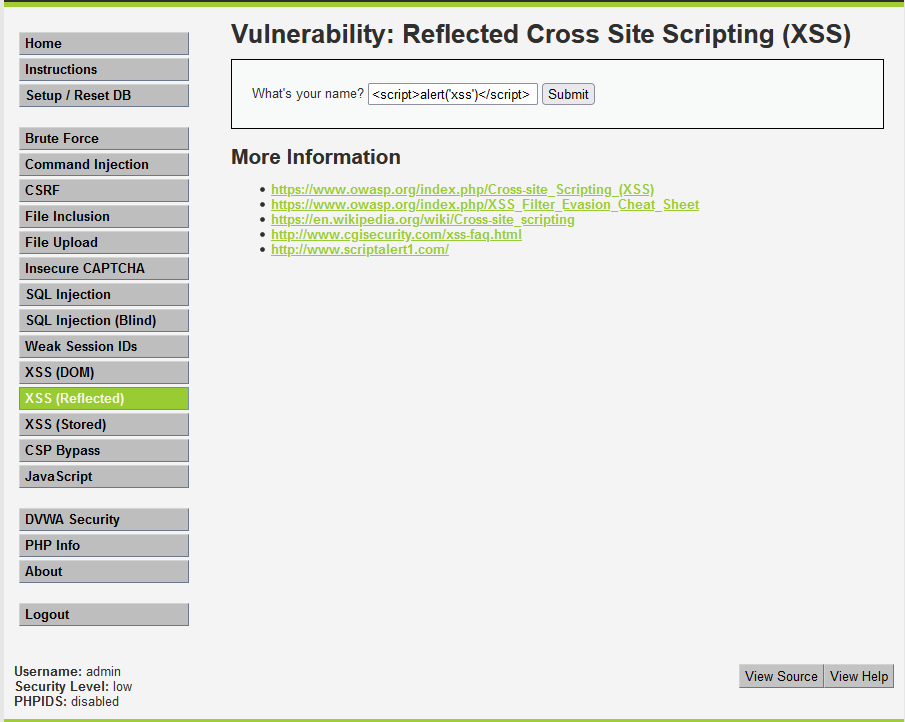 Home
Instructions
Setup / Reset DB
Brute Force
Command Injection
CSRF
File Inclusion
File Upload
Insecure CAPTCHA
SQL Injection
SQL Injection (Blind)
Weak Session IDs
XSS (DOM)
XSS (Reflected)
XSS (Stored)
CSP Bypass
JavaScript
DVWA Security
PHP Info
About
Logout
Vulnerability: Reflected Cross Site Scripting (XSS)
What's your name? <script>alert('xss')</script> Submit
More Information
https://www.owasp.org/index.php/Cross-site_Scripting_(XSS)
https://www.owasp.org/index.php/XSS_Filter_Evasion_Cheat_Sheet
https://en.wikipedia.org/wiki/Cross-site_scripting
http://www.cgisecurity.com/xss-faq.html
http://www.scriptalert1.com/
Username: admin
Security Level: low
PHPIDS: disabled
View Source View Help